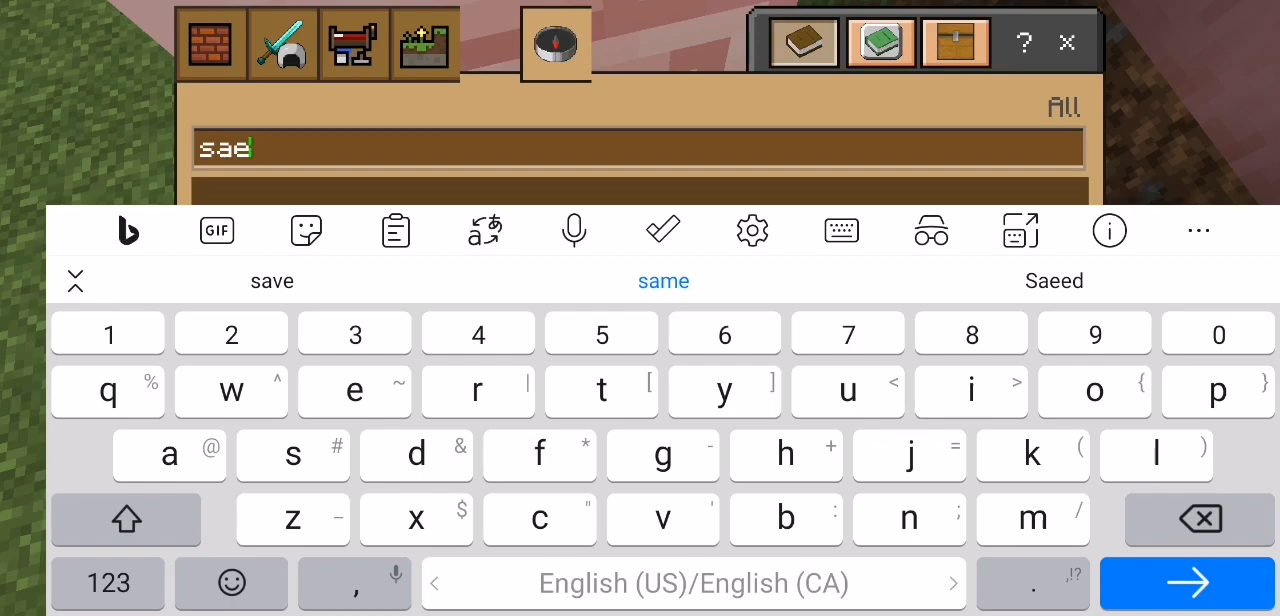 ? x
All
sae
GIF
save same Saeed
1 2 3 4 5 6 7 8 9 0
q % w ^ e ~ r | t [ y ] u < i > o { p }
a @ s # d & f * g - h + j = k ( l )
z _ x $ c " v ' b : n ; m /
123 , < English (US)/English (CA) > . ,!?